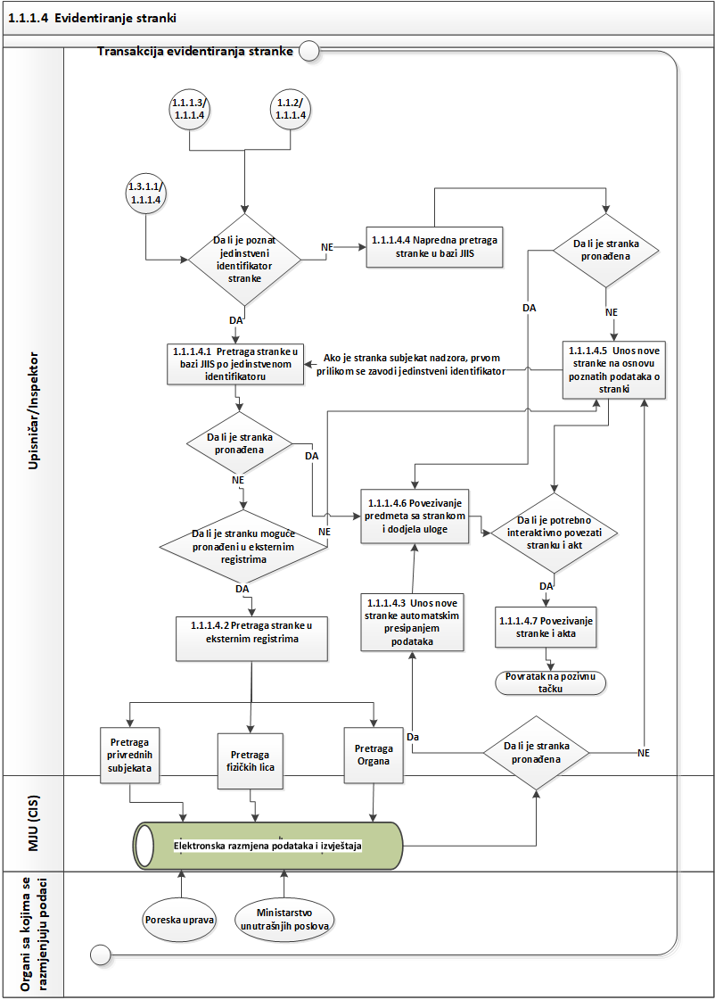 1.1.1.4 Evidentiranje stranki
Transakcija evidentiranja stranke
Upisničar/Inspektor
1.1.1.3/
1.1.1.4
1.1.2/
1.1.1.4
1.3.1.1/
1.1.1.4
Da li je poznat
jedinstveni
identifikator
stranke
NE
1.1.1.4.4 Napredna pretraga
stranke u bazi JIIS
Da li je stranka
pronađena
DA
NE
DA
1.1.1.4.1 Pretraga stranke u
bazi JIIS po jedinstvenom
identifikatoru
Ako je stranka subjekat nadzora, prvom
prilikom se zavodi jedinstveni identifikator
1.1.1.4.5 Unos nove
stranke na osnovu
poznatih podataka o
stranki
Da li je stranka
pronađena
DA
NE
1.1.1.4.6 Povezivanje
predmeta sa strankom
i dodjela uloge
Da li je potrebno
interaktivno povezati
stranku i akt
Da li je stranku moguće
pronađeni u eksternim
registrima
NE
DA
DA
1.1.1.4.2 Pretraga stranke u
eksternim registrima
1.1.1.4.3 Unos nove
stranke automatskim
presipanjem
podataka
1.1.1.4.7 Povezivanje
stranke i akta
Povratak na pozivnu
tačku
Pretraga
privrednih
subjekata
Pretraga
fizičkih lica
Pretraga
Organa
Da
Da li je stranka
pronađena
NE
MJU (CIS)
Elektronska razmjena podataka i izvještaja
Organi sa kojima se
razmjenjuju podaci
Poreska uprava
Ministarstvo
unutrašnjih poslova